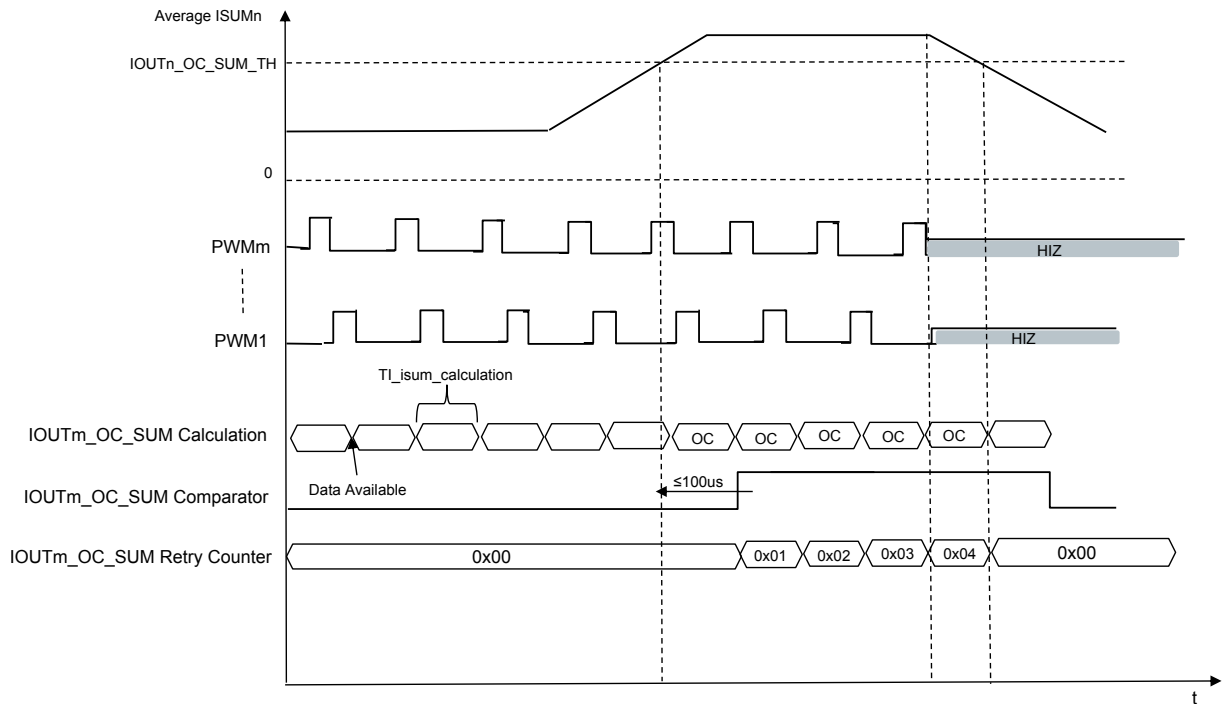 Average ISUMn
IOUTn_OC_SUM_TH
0
PWMm
HIZ
PWM1
HIZ
TI_isum_calculation
IOUTm_OC_SUM Calculation
OC
OC
OC
OC
OC
Data Available
≤100us
IOUTm_OC_SUM Comparator
IOUTm_OC_SUM Retry Counter
0x00
0x01
0x02
0x03
0x04
0x00
t